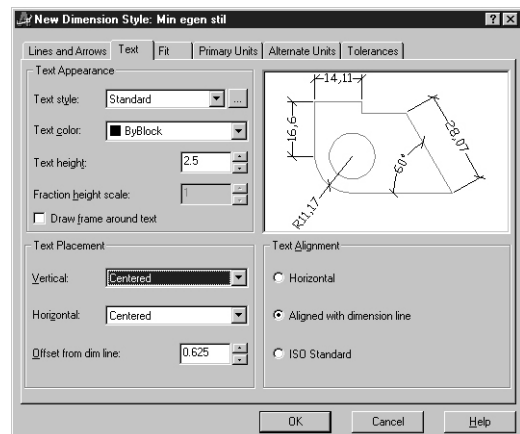 New Dimension Style: Min egen stil
Lines and Arrows Text Fit Primary Units Alternate Units Tolerances
Text Appearance
Text style: Standard ...
Text color: ByBlock
Text height: 2.5
Fraction height scale: 1
Draw frame around text
14,11
16,6
28,07
60°
R11,17
Text Placement
Vertical: Centered
Horizontal: Centered
Offset from dim line: 0.625
Text Alignment
Horizontal
Aligned with dimension line
ISO Standard
OK Cancel Help